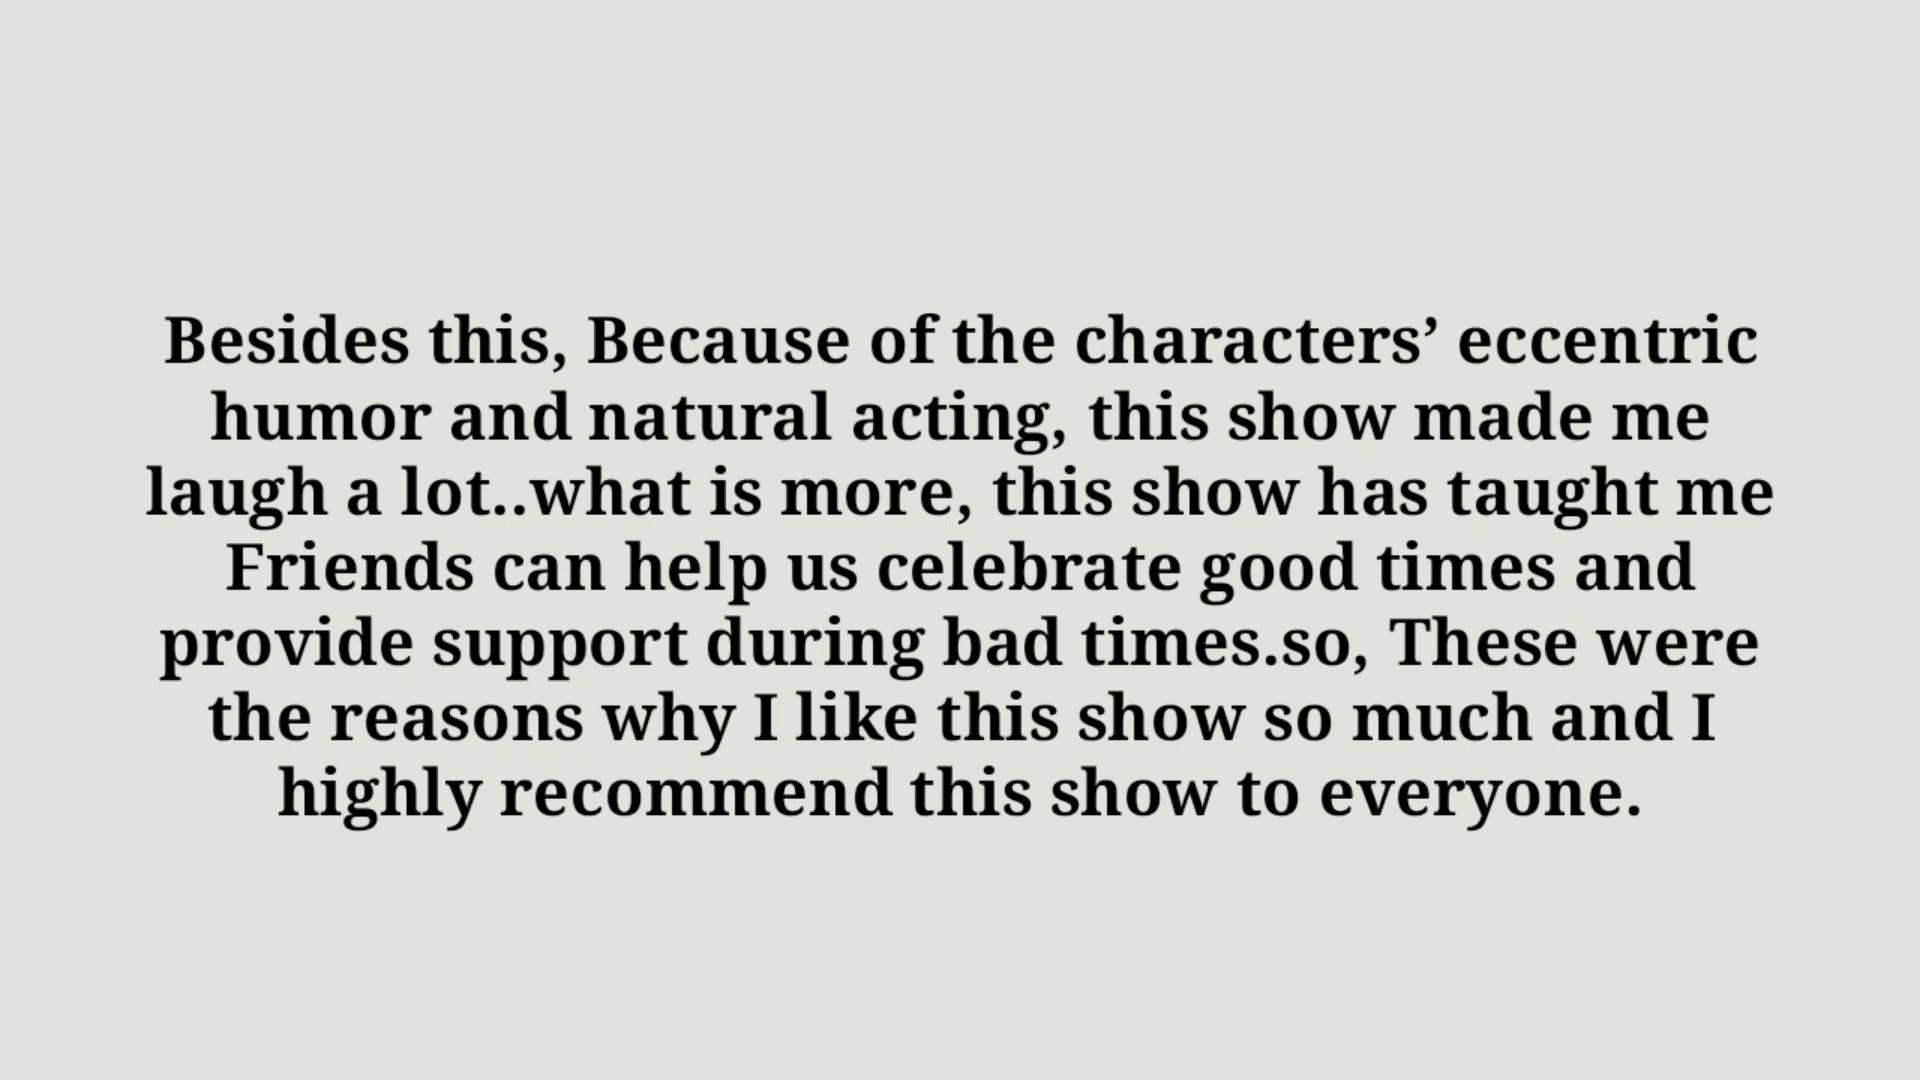 Besides this, Because of the characters’ eccentric
humor and natural acting, this show made me
laugh a lot..what is more, this show has taught me
Friends can help us celebrate good times and
provide support during bad times.so, These were
the reasons why I like this show so much and I
highly recommend this show to everyone.